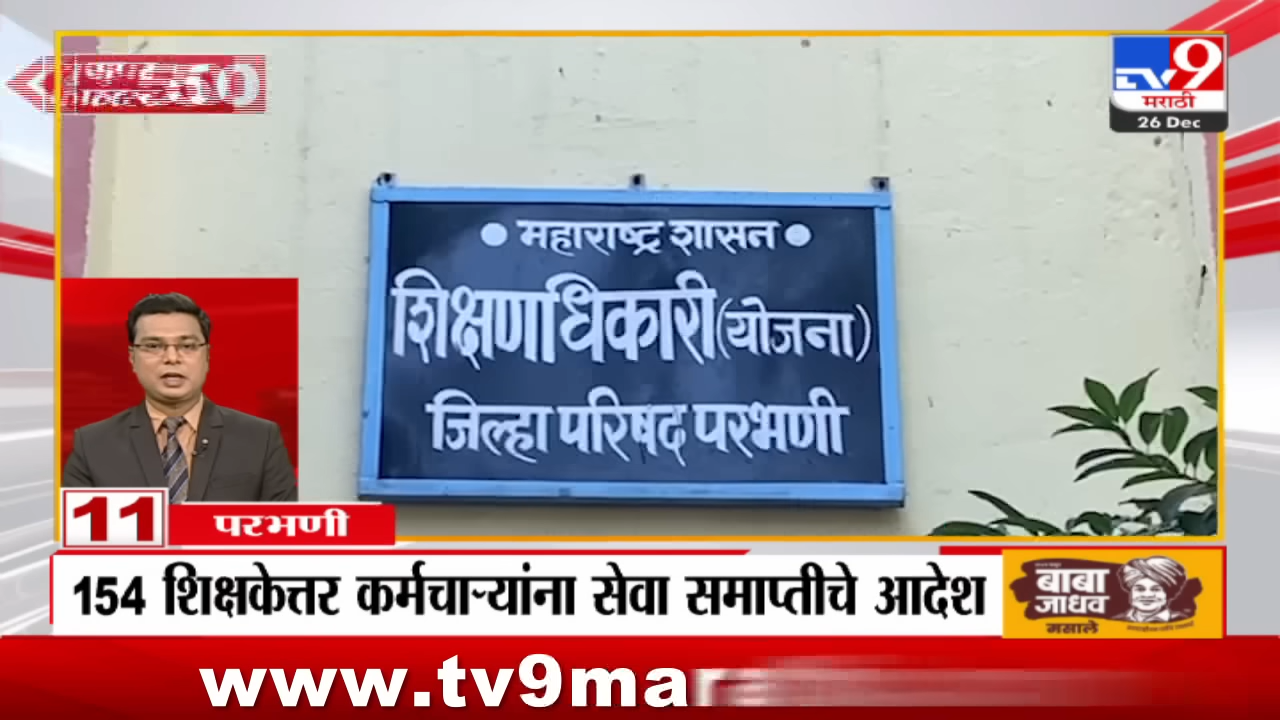 50
TV9
मराठी
26 Dec
● महाराष्ट्र शासन ●
शिक्षणाधिकारी (योजना)
जिल्हा परिषद परभणी
11
परभणी
154 शिक्षकेत्तर कर्मचाऱ्यांना सेवा समाप्तीचे आदेश
बाबा
जाधव
मसाले
www.tv9ma